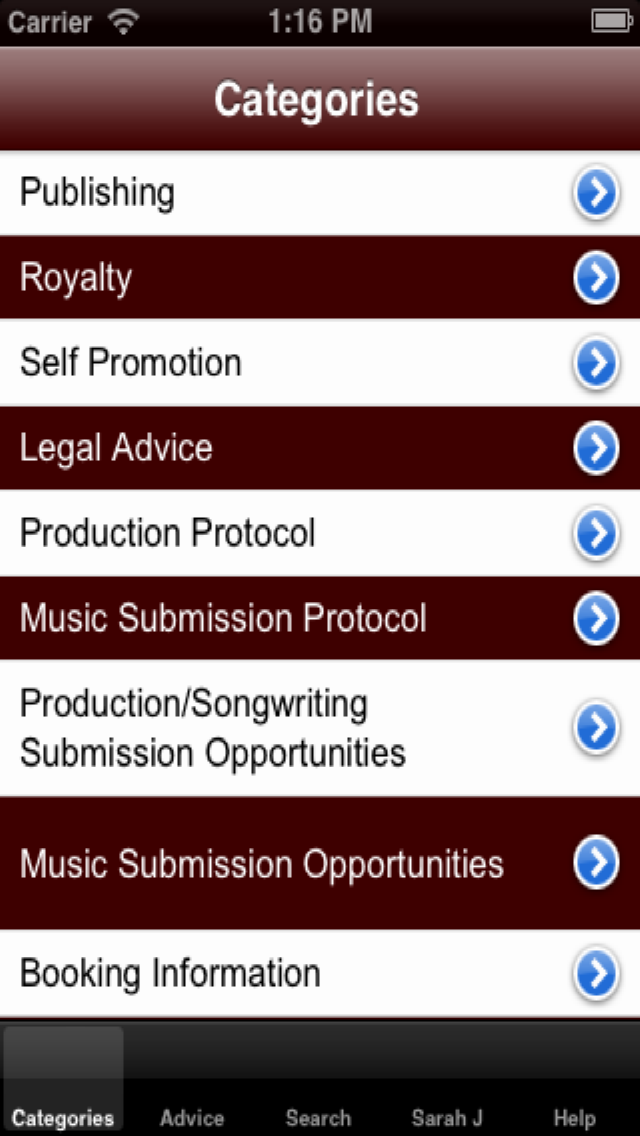 Carrier 1:16 PM
Categories
Publishing
Royalty
Self Promotion
Legal Advice
Production Protocol
Music Submission Protocol
Production/Songwriting
Submission Opportunities
Music Submission Opportunities
Booking Information
Categories Advice Search Sarah J Help